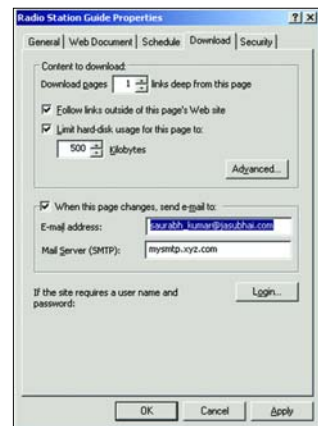 Radio Station Guide Properties
General Web Document Schedule Download Security
Content to download:
Download pages 1 links deep from this page
Follow links outside of this page's Web site
Limit hard-disk usage for this page to:
500 Kilobytes
Advanced...
When this page changes, send e-mail to:
E-mail address: saurabh_kumar@jasubhai.com
Mail Server (SMTP): mysmtp.xyz.com
If the site requires a user name and
password:
Login...
OK Cancel Apply